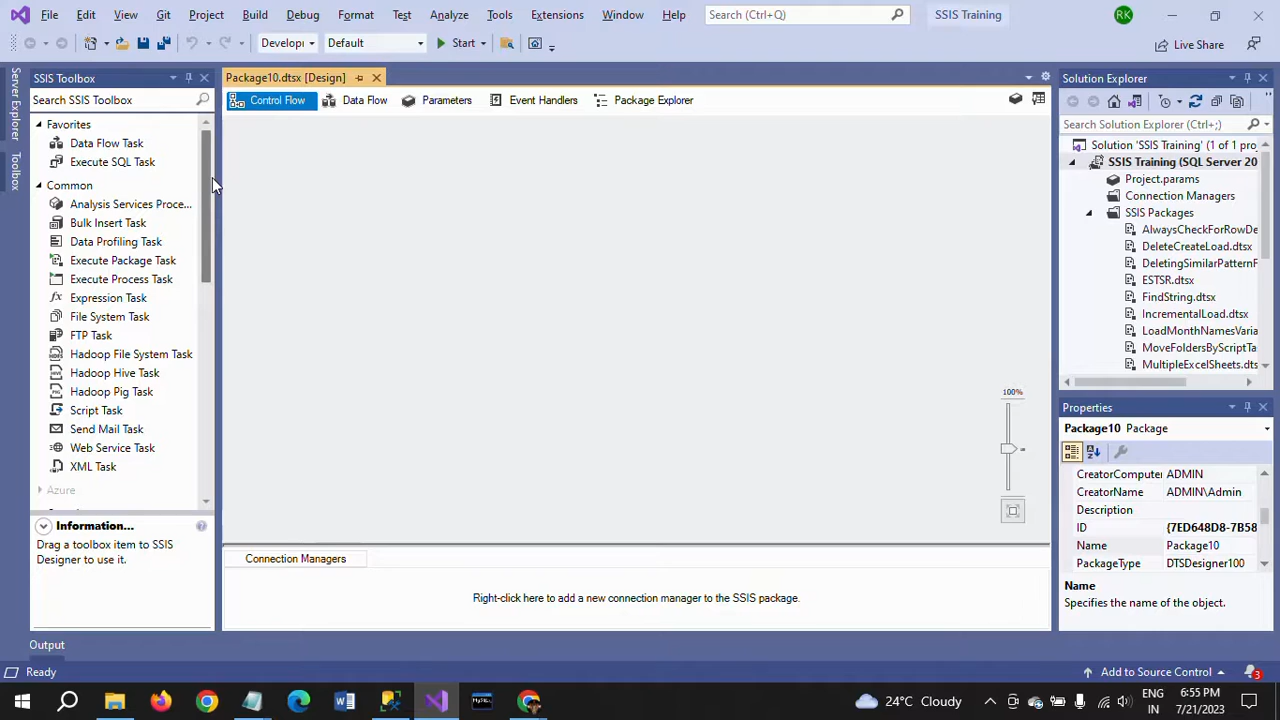 File Edit View Git Project Build Debug Format Test Analyze Tools Extensions Window Help Search (Ctrl+Q) SSIS Training RK
Developi Default Start Live Share
SSIS Toolbox
Search SSIS Toolbox
Favorites
Data Flow Task
Execute SQL Task
Common
Analysis Services Proce...
Bulk Insert Task
Data Profiling Task
Execute Package Task
Execute Process Task
Expression Task
File System Task
FTP Task
Hadoop File System Task
Hadoop Hive Task
Hadoop Pig Task
Script Task
Send Mail Task
Web Service Task
XML Task
Azure
Information...
Drag a toolbox item to SSIS
Designer to use it.
Server Explorer
Toolbox
Package10.dtsx [Design]
Control Flow Data Flow Parameters Event Handlers Package Explorer
100%
Connection Managers
Right-click here to add a new connection manager to the SSIS package.
Solution Explorer
Search Solution Explorer (Ctrl+;)
Solution 'SSIS Training' (1 of 1 proj
SSIS Training (SQL Server 20
Project.params
Connection Managers
SSIS Packages
AlwaysCheckForRowDe
DeleteCreateLoad.dtsx
DeletingSimilarPatternF
ESTSR.dtsx
FindString.dtsx
IncrementalLoad.dtsx
LoadMonthNamesVaria
MoveFoldersByScriptTa
MultipleExcelSheets.dts
Properties
Package10 Package
CreatorComputer ADMIN
CreatorName ADMIN\Admin
Description
ID {7ED648D8-7B58
Name Package10
PackageType DTSDesigner100
Name
Specifies the name of the object.
Output
Ready Add to Source Control 3
24°C Cloudy ENG IN 6:55 PM 7/21/2023